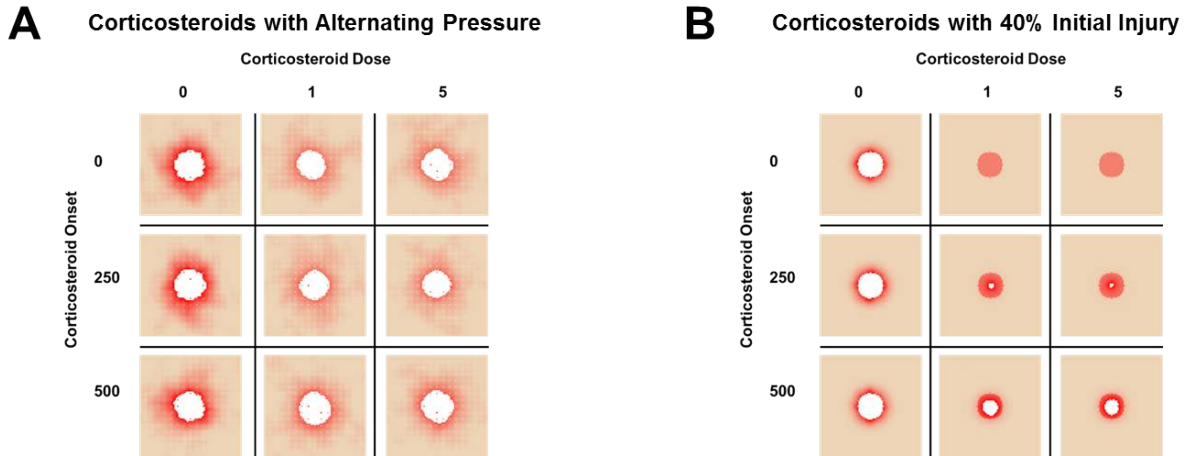 A
Corticosteroids with Alternating Pressure
Corticosteroid Dose
0 1 5
Corticosteroid Onset
0
250
500
B
Corticosteroids with 40% Initial Injury
Corticosteroid Dose
0 1 5
Corticosteroid Onset
0
250
500